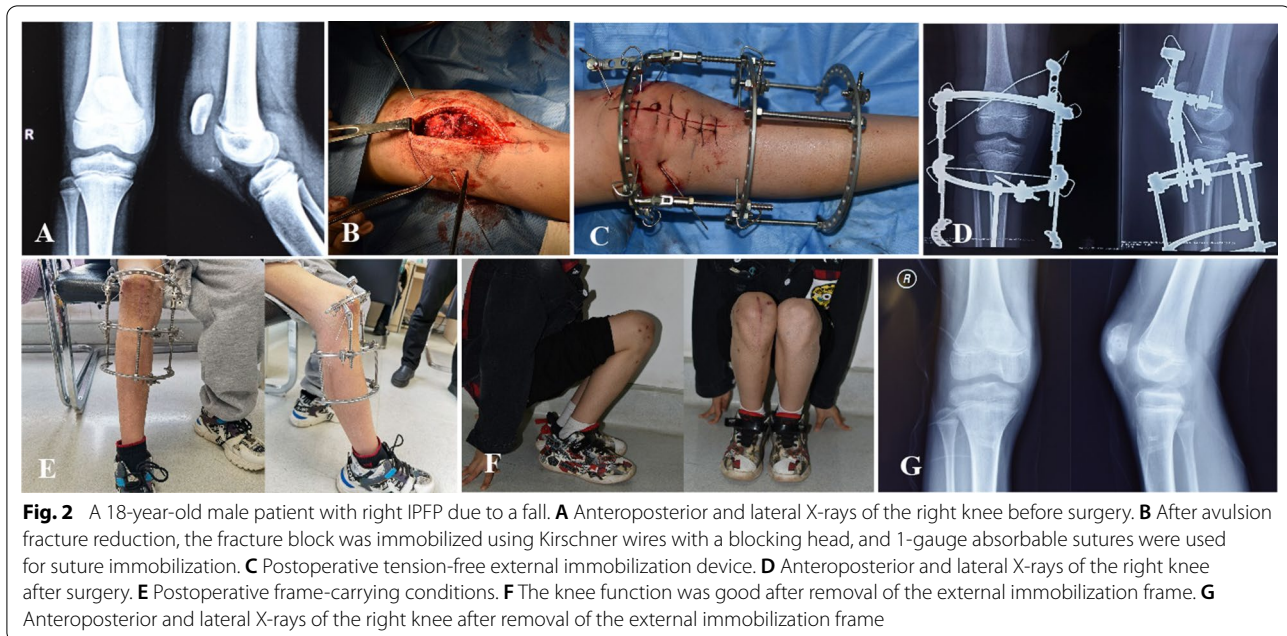 R
A
B
C
D
E
F
R
G
Fig. 2 A 18-year-old male patient with right IPFP due to a fall. A Anteroposterior and lateral X-rays of the right knee before surgery. B After avulsion
fracture reduction, the fracture block was immobilized using Kirschner wires with a blocking head, and 1-gauge absorbable sutures were used
for suture immobilization. C Postoperative tension-free external immobilization device. D Anteroposterior and lateral X-rays of the right knee
after surgery. E Postoperative frame-carrying conditions. F The knee function was good after removal of the external immobilization frame. G
Anteroposterior and lateral X-rays of the right knee after removal of the external immobilization frame